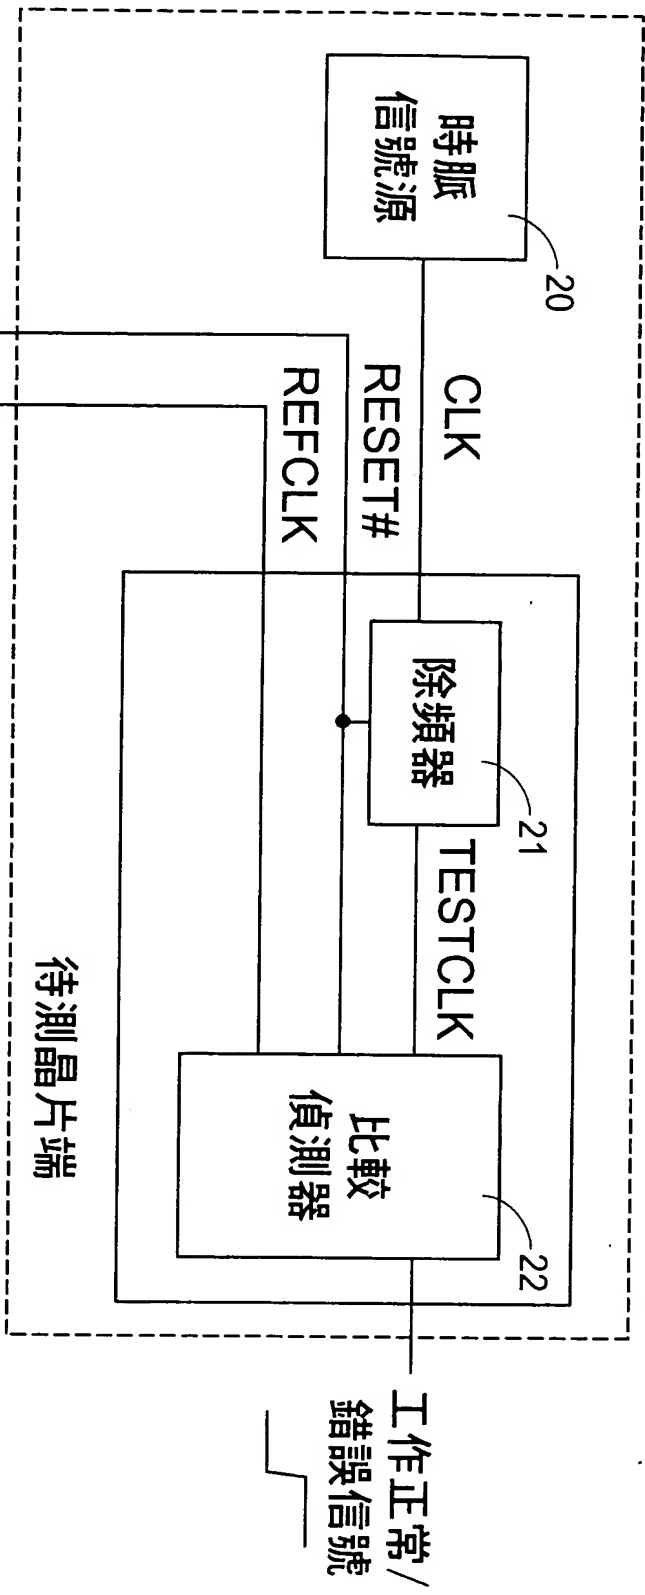 時脈
信號源
20
CLK
RESET#
REFCLK
除頻器
21
TESTCLK
比較
偵測器
22
待測晶片端
工作正常/
錯誤信號